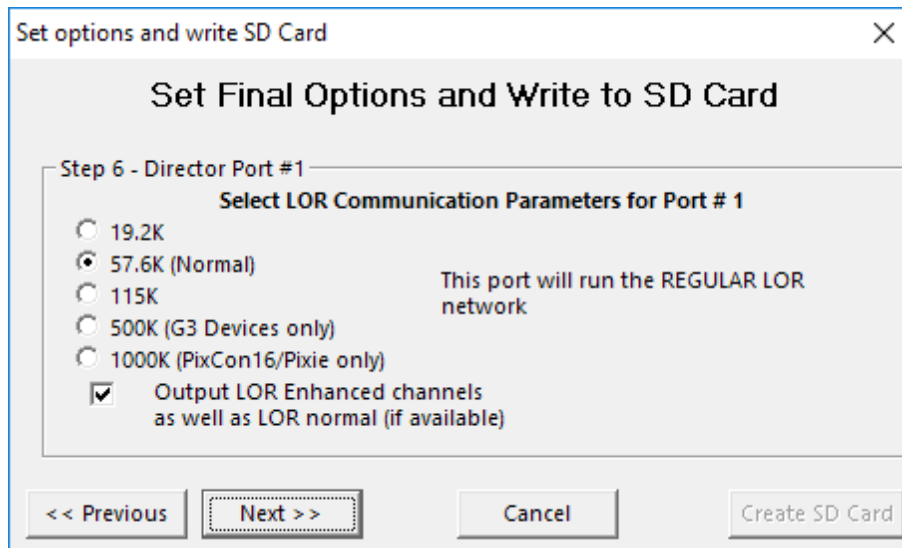 Set options and write SD Card
Set Final Options and Write to SD Card
Step 6 - Director Port #1
Select LOR Communication Parameters for Port # 1
19.2K
57.6K (Normal)
115K
500K (G3 Devices only)
1000K (PixCon16/Pixie only)
This port will run the REGULAR LOR
network
Output LOR Enhanced channels
as well as LOR normal (if available)
<< Previous
Next >>
Cancel
Create SD Card